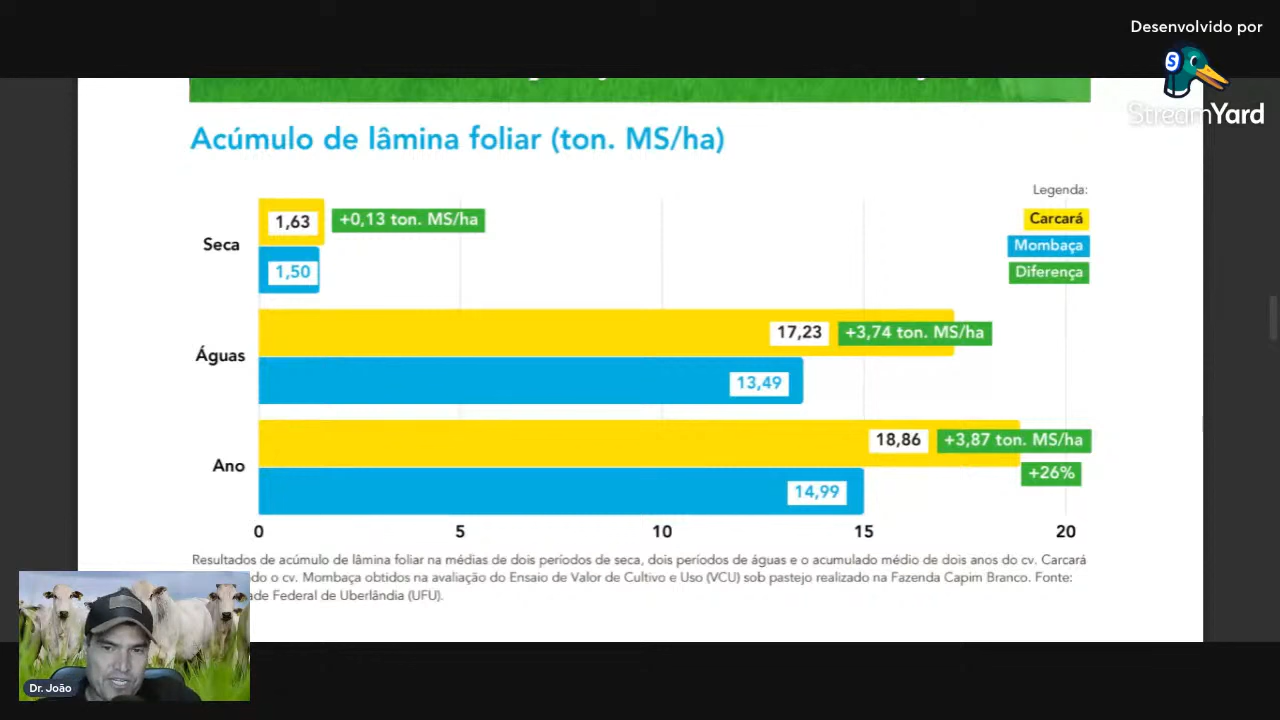 Desenvolvido por
S
StreamYard
Acúmulo de lâmina foliar (ton. MS/ha)
Legenda:
Carcará
Mombaça
Diferença
Seca
1,63
+0,13 ton. MS/ha
1,50
Águas
17,23
+3,74 ton. MS/ha
13,49
Ano
18,86
+3,87 ton. MS/ha
+26%
14,99
0 5 10 15 20
Resultados de acúmulo de lâmina foliar na médias de dois períodos de seca, dois períodos de águas e o acumulado médio de dois anos do cv. Carcará
do o cv. Mombaça obtidos na avaliação do Ensaio de Valor de Cultivo e Uso (VCU) sob pastejo realizado na Fazenda Capim Branco. Fonte:
de Federal de Uberlândia (UFU).
Dr. João